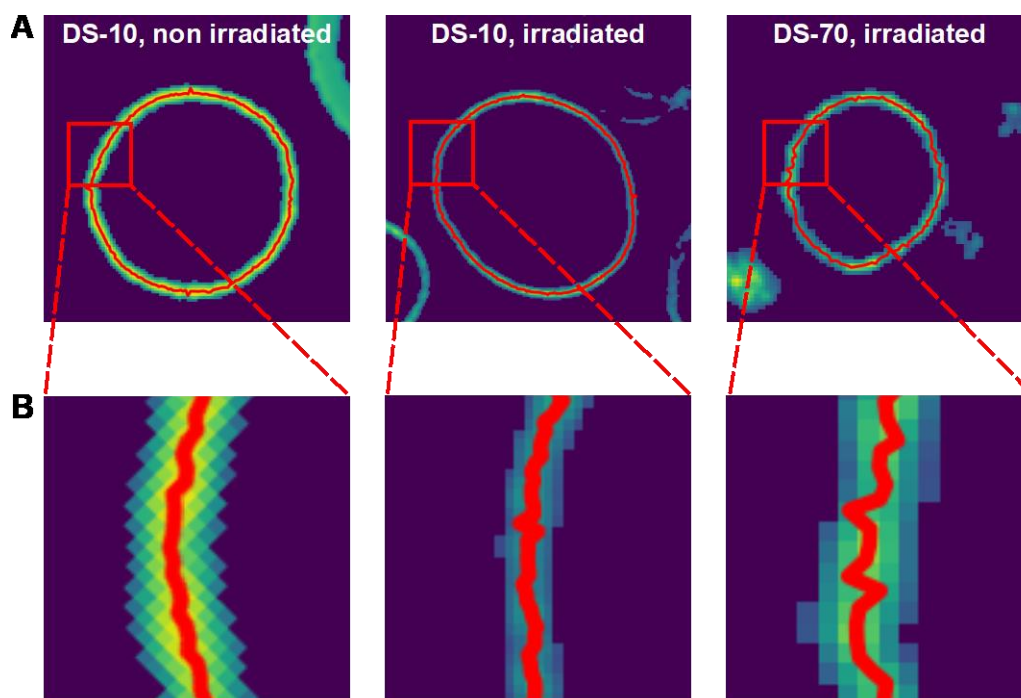 A
DS-10, non irradiated
DS-10, irradiated
DS-70, irradiated
B